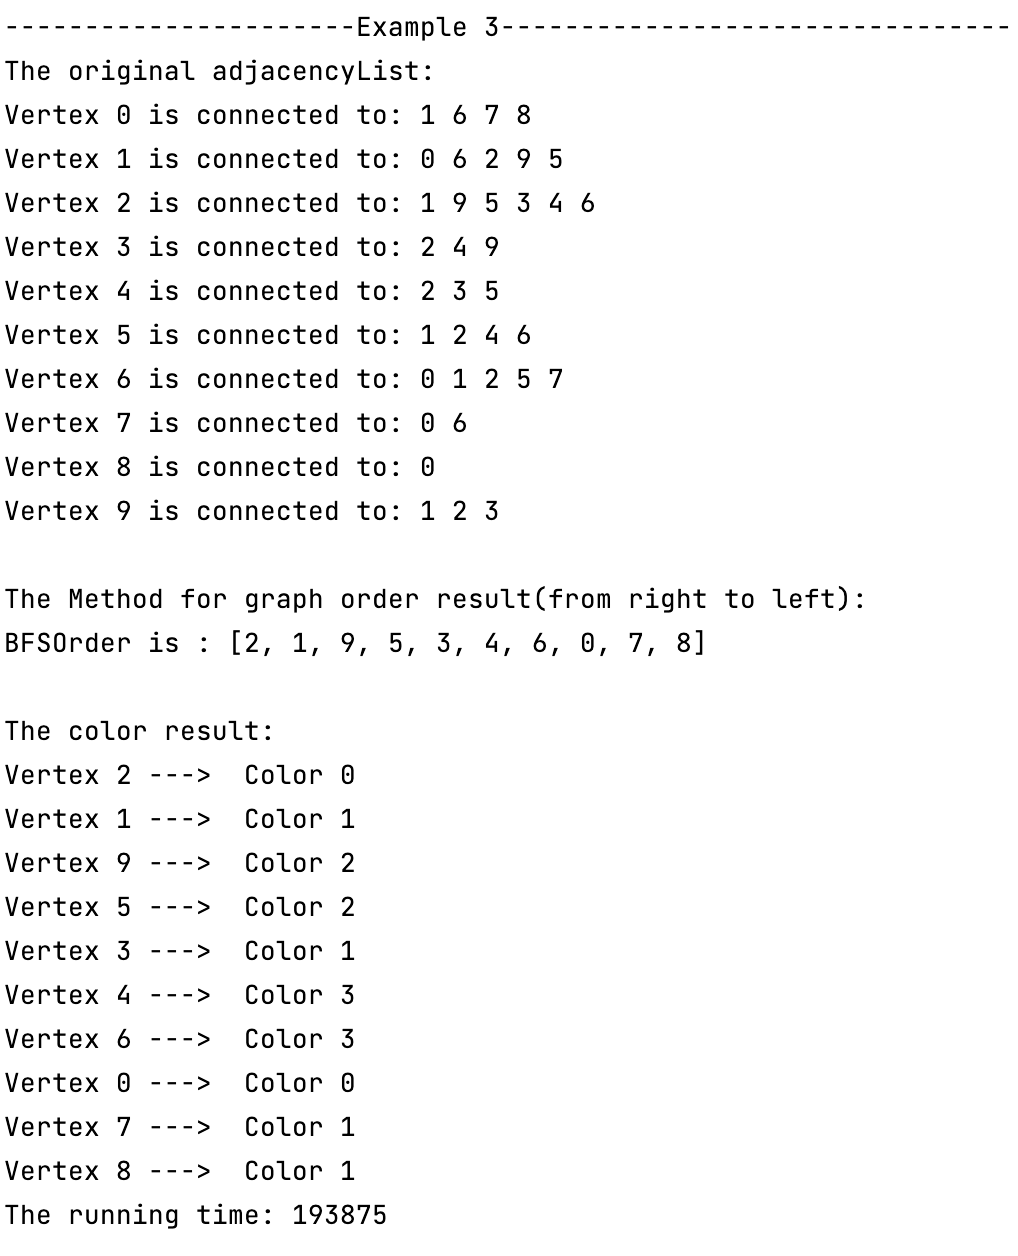 ----------------------Example 3--------------------------------
The original adjacencyList:
Vertex 0 is connected to: 1 6 7 8
Vertex 1 is connected to: 0 6 2 9 5
Vertex 2 is connected to: 1 9 5 3 4 6
Vertex 3 is connected to: 2 4 9
Vertex 4 is connected to: 2 3 5
Vertex 5 is connected to: 1 2 4 6
Vertex 6 is connected to: 0 1 2 5 7
Vertex 7 is connected to: 0 6
Vertex 8 is connected to: 0
Vertex 9 is connected to: 1 2 3
The Method for graph order result(from right to left):
BFSOrder is : [2, 1, 9, 5, 3, 4, 6, 0, 7, 8]
The color result:
Vertex 2 --->  Color 0
Vertex 1 --->  Color 1
Vertex 9 --->  Color 2
Vertex 5 --->  Color 2
Vertex 3 --->  Color 1
Vertex 4 --->  Color 3
Vertex 6 --->  Color 3
Vertex 0 --->  Color 0
Vertex 7 --->  Color 1
Vertex 8 --->  Color 1
The running time: 193875